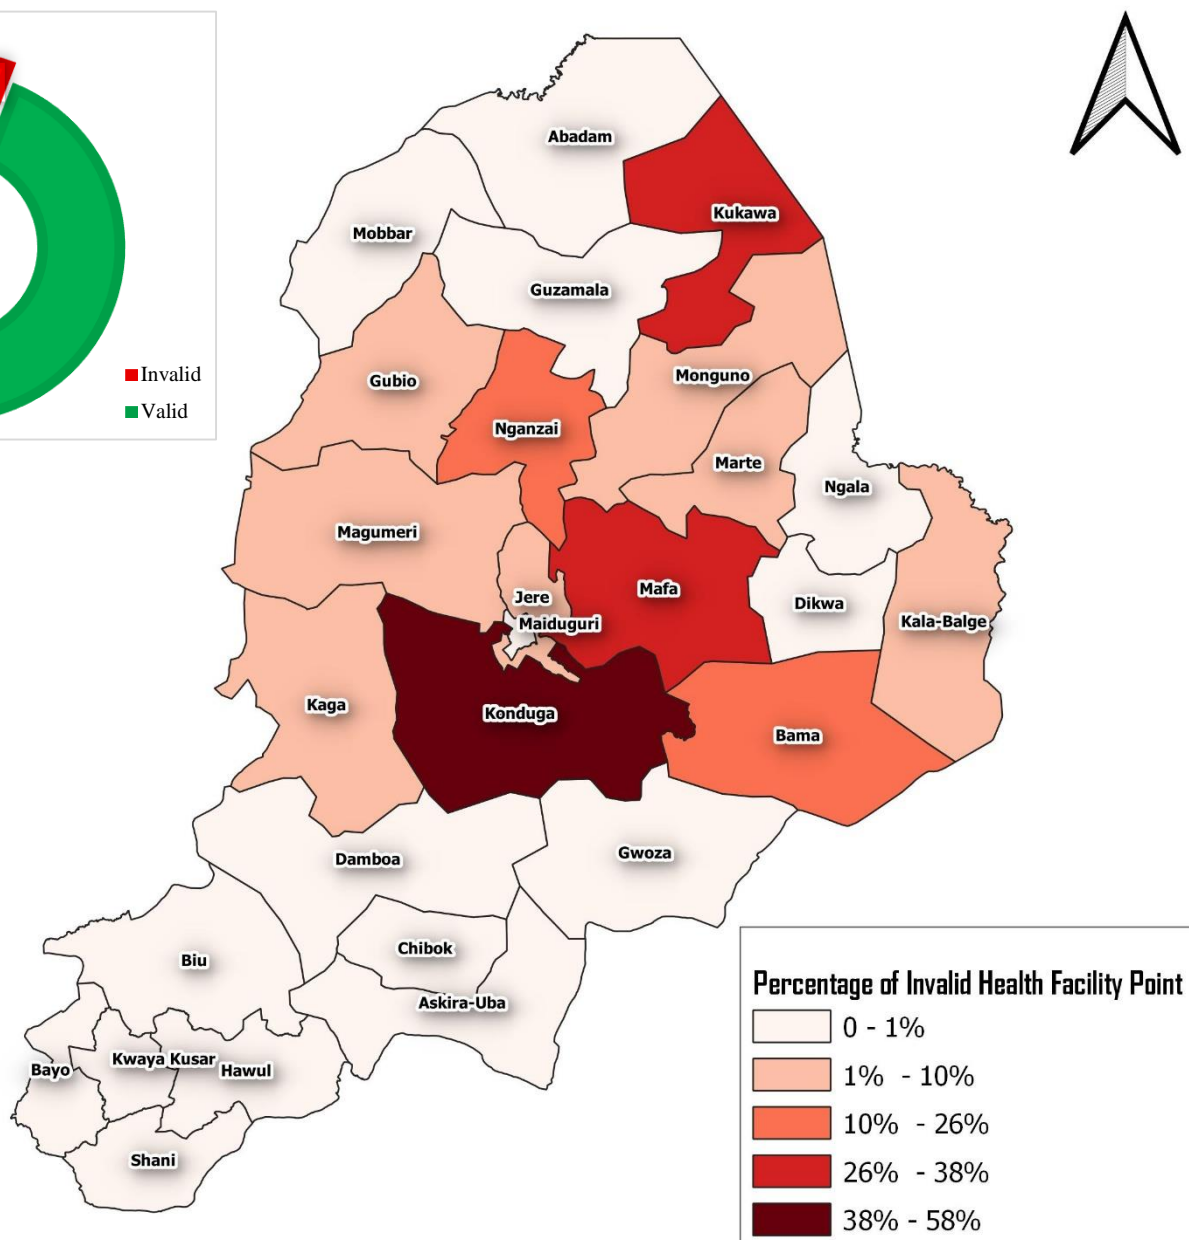 Invalid
Valid
Abadam
Kukawa
Mobbar
Guzamala
Gubio
Monguno
Nganzai
Marte
Ngala
Magumeri
Mafa
Jere
Dikwa
Maiduguri
Kala-Balge
Kaga
Konduga
Bama
Damboa
Gwoza
Chibok
Biu
Askira-Uba
Kwaya Kusar
Bayo
Hawul
Shani
Percentage of Invalid Health Facility Point
0 - 1%
1% - 10%
10% - 26%
26% - 38%
38% - 58%